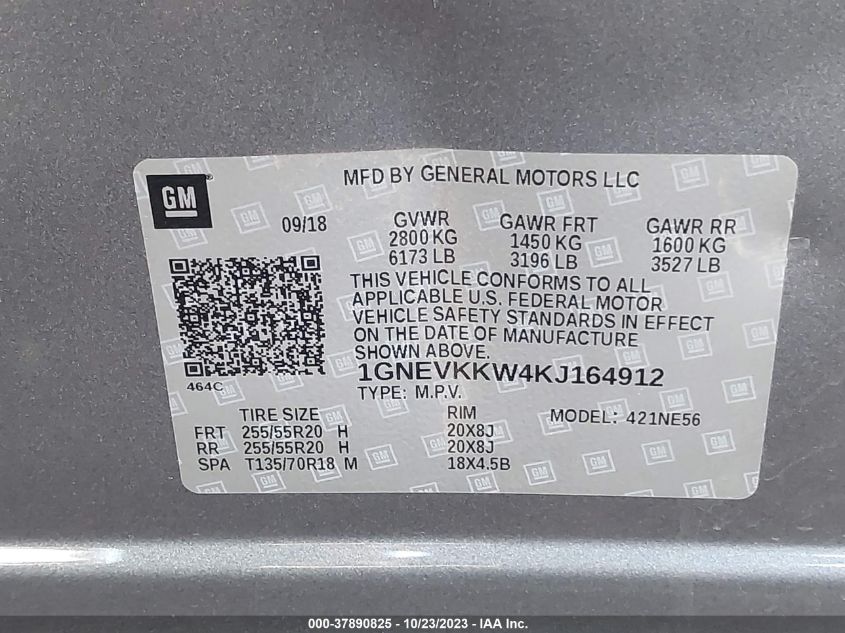 GM
MFD BY GENERAL MOTORS LLC
09/18
GVWR GAWR FRT GAWR RR
2800 KG 1450 KG 1600 KG
6173 LB 3196 LB 3527 LB
THIS VEHICLE CONFORMS TO ALL
APPLICABLE U.S. FEDERAL MOTOR
VEHICLE SAFETY STANDARDS IN EFFECT
ON THE DATE OF MANUFACTURE
SHOWN ABOVE.
464C
1GNEVKKW4KJ164912
TYPE: M.P.V.
TIRE SIZE RIM MODEL: 421NE56
FRT 255/55R20 H 20X8J
RR 255/55R20 H 20X8J
SPA T135/70R18 M 18X4.5B
000-37890825 - 10/23/2023 - IAA Inc.